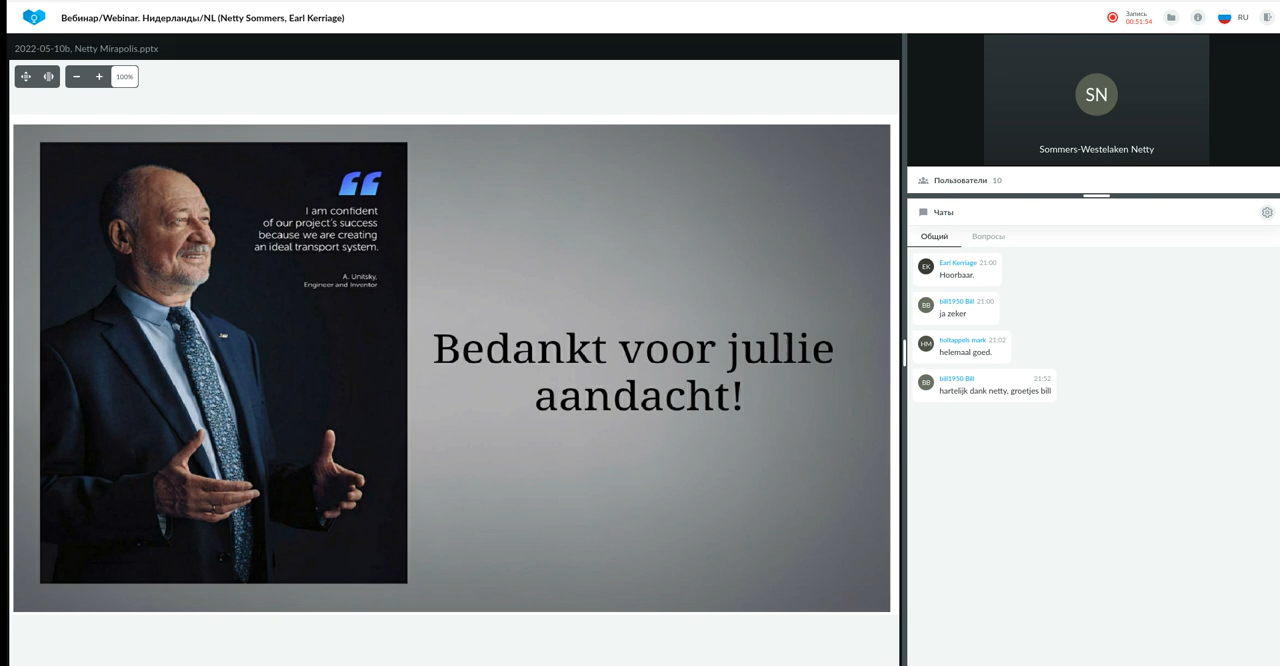 Вебинар/Webinar. Нидерланды/NL (Netty Sommers, Earl Kerriage)
Запись
00:51:54
RU
2022-05-10b, Netty Mirapolis.pptx
100%
I am confident
of our project's success
because we are creating
an ideal transport system.
A. Unitsky,
Engineer and Inventor
Bedankt voor jullie
aandacht!
SN
Sommers-Westelaken Netty
Пользователи 10
Чаты
Общий Вопросы
EK
Earl Kerriage 21:00
Hoorbaar.
BB
bill1950 Bill 21:00
ja zeker
HM
holtappels mark 21:02
helemaal goed.
BB
bill1950 Bill 21:52
hartelijk dank netty, groetjes bill